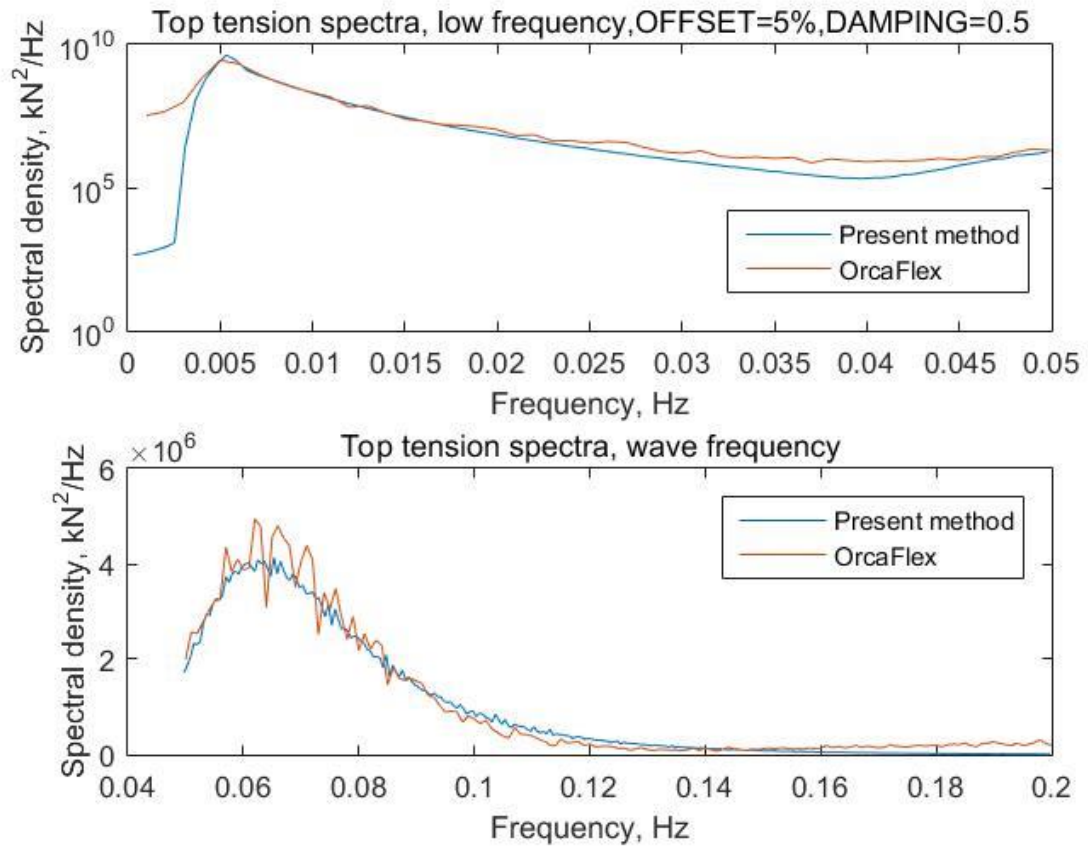 Top tension spectra, low frequency,OFFSET=5%,DAMPING=0.5
Spectral density, kN^2/Hz
10^10
10^5
10^0
Present method
OrcaFlex
0 0.005 0.01 0.015 0.02 0.025 0.03 0.035 0.04 0.045 0.05
Frequency, Hz
Top tension spectra, wave frequency
× 10^6
Spectral density, kN^2/Hz
6
4
2
0
Present method
OrcaFlex
0.04 0.06 0.08 0.1 0.12 0.14 0.16 0.18 0.2
Frequency, Hz